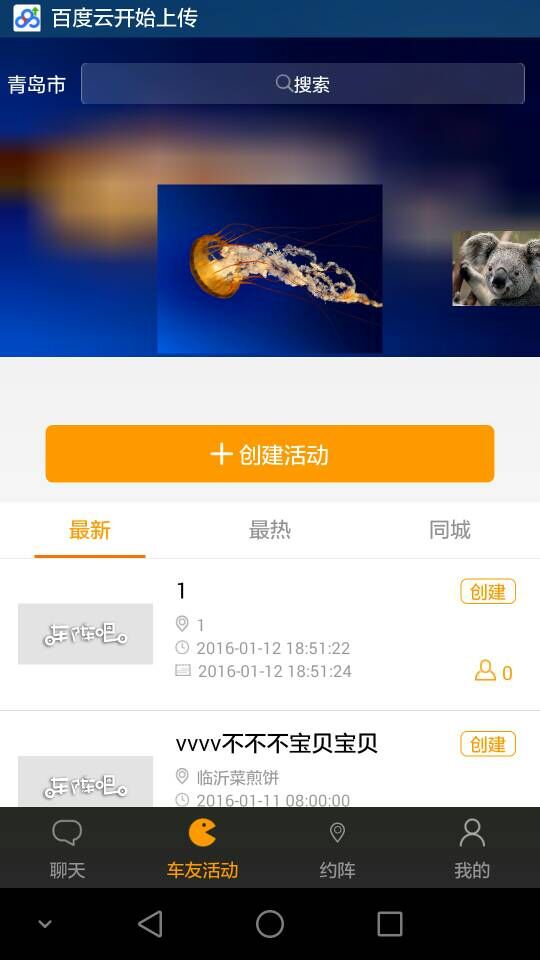 百度云开始上传
青岛市
搜索
创建活动
最新
最热
同城
1
创建
车阵吧
1
2016-01-12 18:51:22
2016-01-12 18:51:24
0
vvvv不不不宝贝宝贝
创建
车阵吧
临沂菜煎饼
2016-01-11 08:00:00
聊天
车友活动
约阵
我的